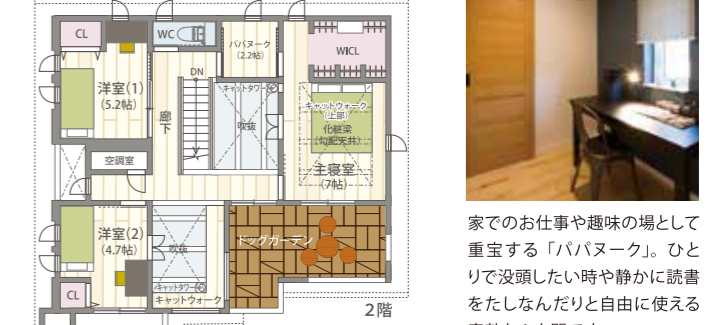 CL
WC
パパヌーク
(2.2帖)
WICL
洋室(1)
(5.2帖)
DN
廊下
キャットタワー
吹抜
キャットウォーク
(上部)
化粧梁
(勾配天井)
主寝室
(7帖)
空調室
洋室(2)
(4.7帖)
吹抜
ドッグガーデン
CL
キャットタワー
キャットウォーク
2階
家でのお仕事や趣味の場として
重宝する「パパヌーク」。ひと
りで没頭したい時や静かに読書
をたしなんだりと自由に使える